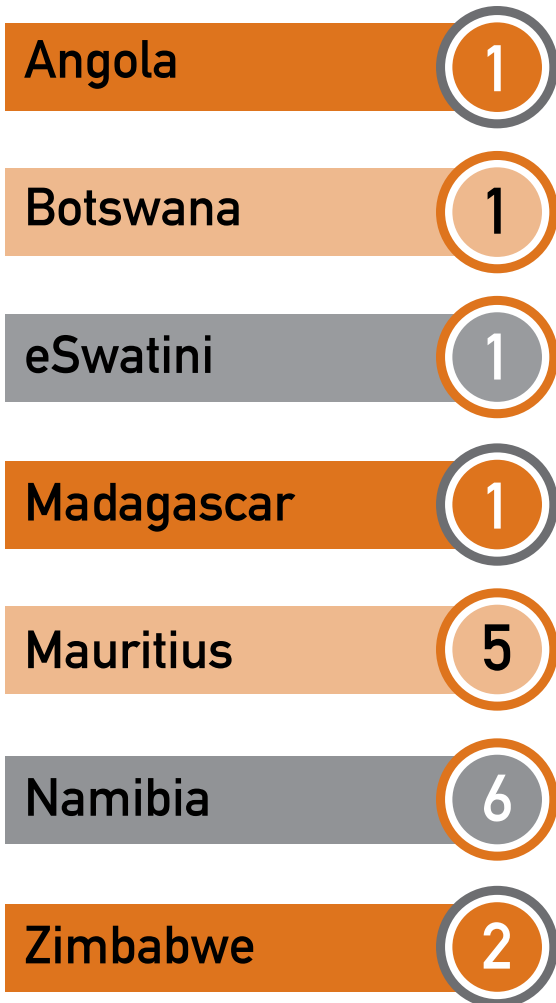 Angola 1
Botswana 1
eSwatini 1
Madagascar 1
Mauritius 5
Namibia 6
Zimbabwe 2